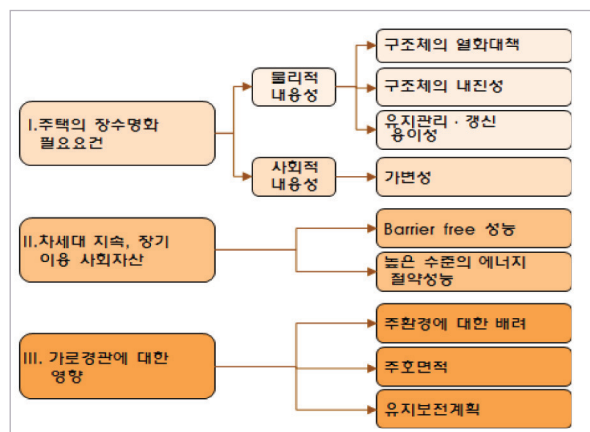 I.주택의 장수명화
필요요건
물리적
내용성
구조체의 열화대책
구조체의 내진성
유지관리·갱신
용이성
사회적
내용성
가변성
II.차세대 지속, 장기
이용 사회자산
Barrier free 성능
높은 수준의 에너지
절약성능
III. 가로경관에 대한
영향
주환경에 대한 배려
주호면적
유지보전계획